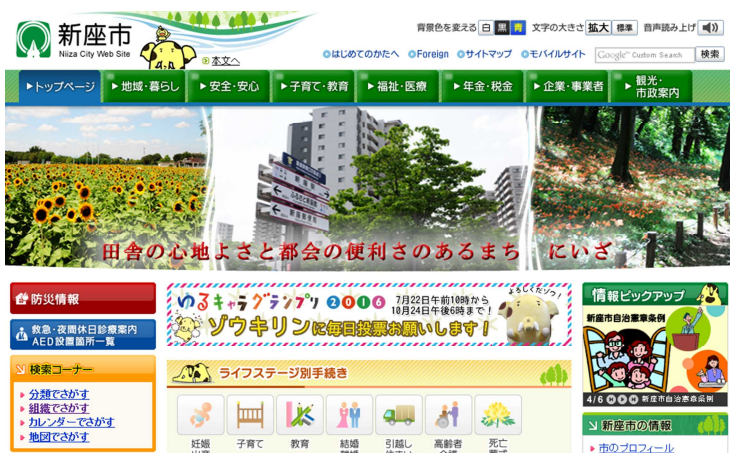 新座市
Niiza City Web Site
本文へ
背景色を変える 白 黒 青 文字の大きさ 拡大 標準 音声読み上げ
はじめてのかたへ Foreign サイトマップ モバイルサイト Google Custom Search 検索
トップページ 地域・暮らし 安全・安心 子育て・教育 福祉・医療 年金・税金 企業・事業者 観光・
市政案内
田舎の心地よさと都会の便利さのあるまち にいざ
防災情報
救急・夜間休日診療案内
AED設置箇所一覧
検索コーナー
分類でさがす
組織でさがす
カレンダーでさがす
地図でさがす
ゆるキャラグランプリ 2016 7月22日午前10時から
10月24日午後6時まで!
ゾウキリンに毎日投票お願いします!
よろしくだゾウ!
ライフステージ別手続き
妊娠 子育て 教育 結婚 引越し 高齢者 死亡
情報ピックアップ
新座市自治憲章条例
4/6 新座市自治憲章条例
新座市の情報
市のプロフィール